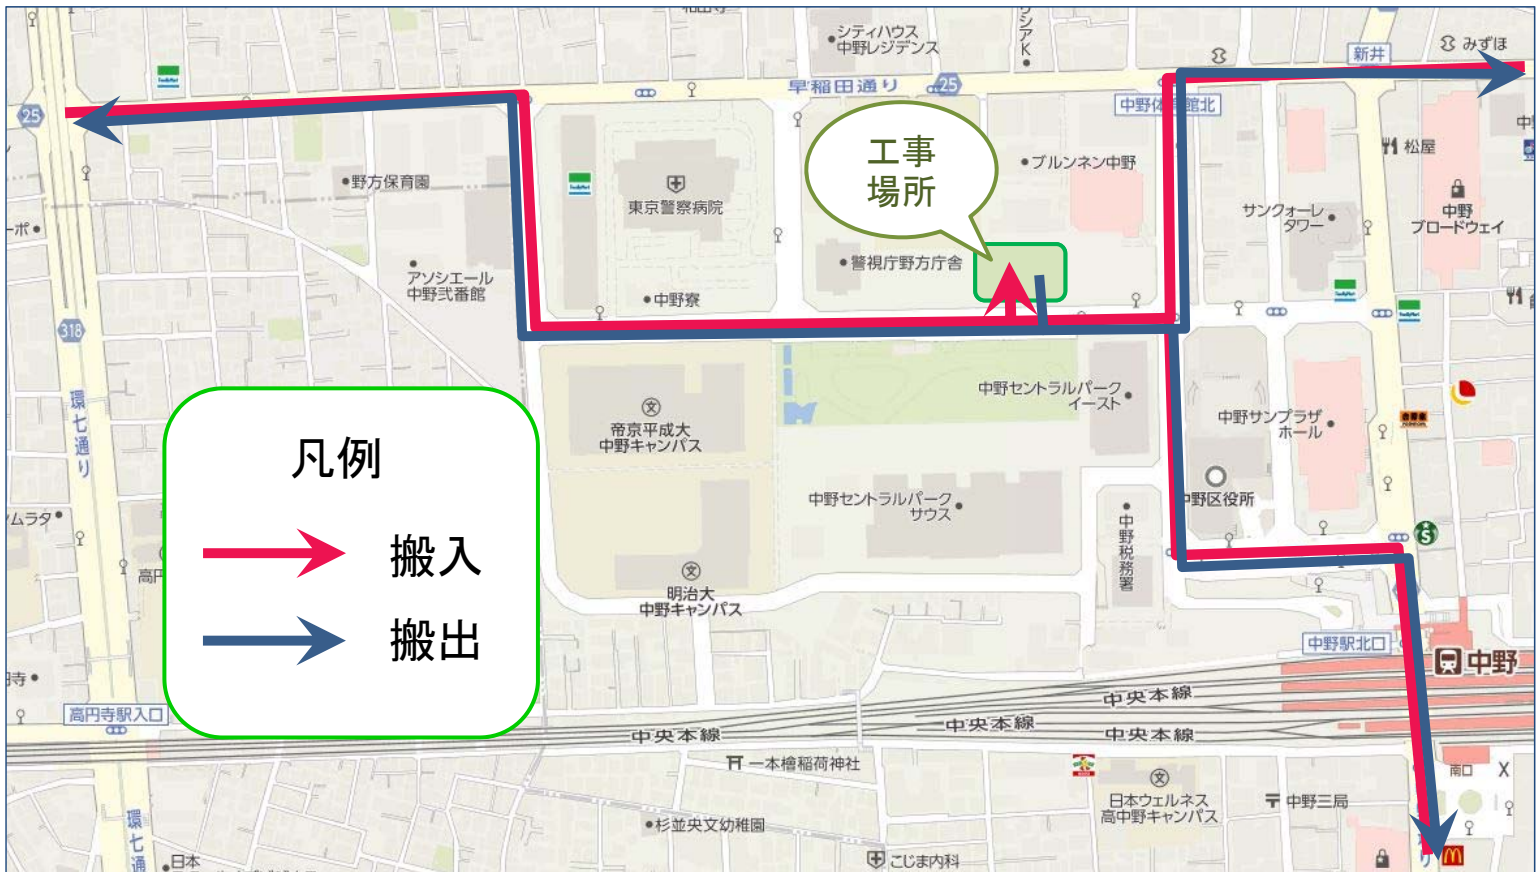 シティハウス
中野レジデンス
新井
みずほ
早稲田通り
25
25
中野体
館北
工事
場所
ブルンネン中野
松屋
FamilyMart
野方保育園
東京警察病院
サンクォーレ
タワー
中野
ブロードウェイ
アソシエール
中野弐番館
警視庁野方庁舎
中野寮
318
環七通り
中野セントラルパーク
イースト
帝京平成大
中野キャンパス
中野サンプラザ
ホール
凡例
搬入
搬出
中野セントラルパーク
サウス
中野区役所
中野税務署
明治大
中野キャンパス
中野駅北口
中野
高円寺駅入口
中央本線
中央本線
中央本線
中央本線
一本檜稲荷神社
南口
日本ウェルネス
高中野キャンパス
中野三局
杉並央文幼稚園
環七通
日本
こじま内科